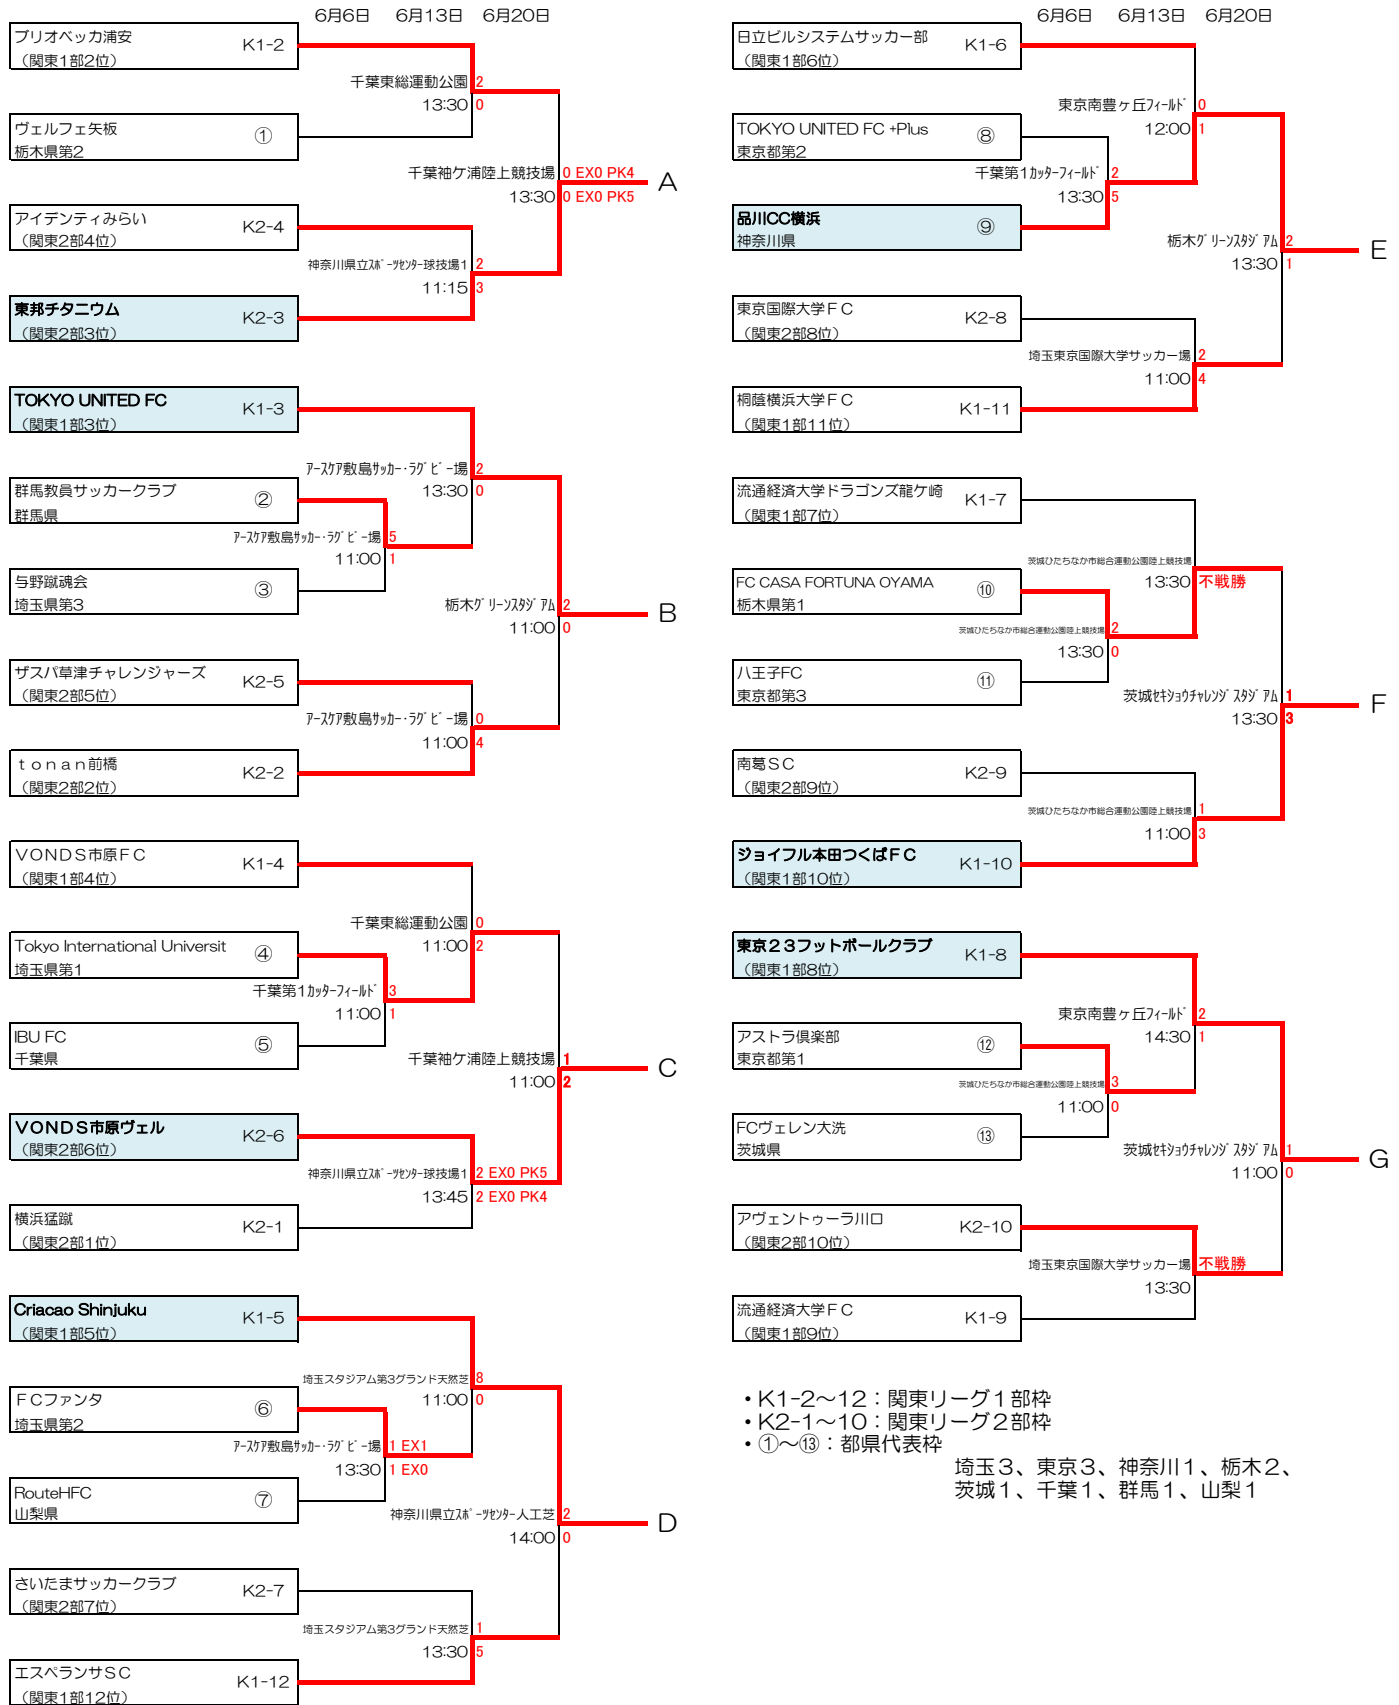 6月6日 6月13日 6月20日
ブリオベッカ浦安
（関東1部2位）
K1-2
千葉東総運動公園 2
13:30 0
ヴェルフェ矢板
栃木県第2
①
千葉袖ケ浦陸上競技場 0 EX0 PK4
13:30 0 EX0 PK5
A
アイデンティみらい
（関東2部4位）
K2-4
神奈川県立ｽﾎﾟｰﾂｾﾝﾀｰ球技場1 2
11:15 3
東邦チタニウム
（関東2部3位）
K2-3
TOKYO UNITED FC
（関東1部3位）
K1-3
ｱｰｽｹｱ敷島ｻｯｶｰ･ﾗｸﾞﾋﾞｰ場 2
13:30 0
群馬教員サッカークラブ
群馬県
②
ｱｰｽｹｱ敷島ｻｯｶｰ･ﾗｸﾞﾋﾞｰ場 5
11:00 1
与野蹴魂会
埼玉県第3
③
栃木ｸﾞﾘｰﾝｽﾀｼﾞｱﾑ 2
11:00 0
B
ザスパ草津チャレンジャーズ
（関東2部5位）
K2-5
ｱｰｽｹｱ敷島ｻｯｶｰ･ﾗｸﾞﾋﾞｰ場 0
11:00 4
ｔｏｎａｎ前橋
（関東2部2位）
K2-2
ＶＯＮＤＳ市原ＦＣ
（関東1部4位）
K1-4
千葉東総運動公園 0
11:00 2
Tokyo International Universit
埼玉県第1
④
千葉第1ｶｯﾀｰﾌｨｰﾙﾄﾞ 3
11:00 1
IBU FC
千葉県
⑤
千葉袖ケ浦陸上競技場 1
11:00 2
C
ＶＯＮＤＳ市原ヴェル
（関東2部6位）
K2-6
神奈川県立ｽﾎﾟｰﾂｾﾝﾀｰ球技場1 2 EX0 PK5
13:45 2 EX0 PK4
横浜猛蹴
（関東2部1位）
K2-1
Criacao Shinjuku
（関東1部5位）
K1-5
埼玉スタジアム第3グランド天然芝 8
11:00 0
ＦＣファンタ
埼玉県第2
⑥
ｱｰｽｹｱ敷島ｻｯｶｰ･ﾗｸﾞﾋﾞｰ場 1 EX1
13:30 1 EX0
RouteHFC
山梨県
⑦
神奈川県立ｽﾎﾟｰﾂｾﾝﾀｰ人工芝 2
14:00 0
D
さいたまサッカークラブ
（関東2部7位）
K2-7
埼玉スタジアム第3グランド天然芝 1
13:30 5
エスペランサＳＣ
（関東1部12位）
K1-12
6月6日 6月13日 6月20日
日立ビルシステムサッカー部
（関東1部6位）
K1-6
東京南豊ヶ丘ﾌｨｰﾙﾄﾞ 0
12:00 1
TOKYO UNITED FC +Plus
東京都第2
⑧
千葉第1ｶｯﾀｰﾌｨｰﾙﾄﾞ 2
13:30 5
品川CC横浜
神奈川県
⑨
栃木ｸﾞﾘｰﾝｽﾀｼﾞｱﾑ 2
13:30 1
E
東京国際大学ＦＣ
（関東2部8位）
K2-8
埼玉東京国際大学サッカー場 2
11:00 4
桐蔭横浜大学ＦＣ
（関東1部11位）
K1-11
流通経済大学ドラゴンズ龍ケ崎
（関東1部7位）
K1-7
茨城ひたちなか市総合運動公園陸上競技場
13:30 不戦勝
FC CASA FORTUNA OYAMA
栃木県第1
⑩
茨城ひたちなか市総合運動公園陸上競技場 2
13:30 0
八王子FC
東京都第3
⑪
茨城ｾｷｼｮｳﾁｬﾚﾝｼﾞｽﾀｼﾞｱﾑ 1
13:30 3
F
南葛ＳＣ
（関東2部9位）
K2-9
茨城ひたちなか市総合運動公園陸上競技場 1
11:00 3
ジョイフル本田つくばＦＣ
（関東1部10位）
K1-10
東京２３フットボールクラブ
（関東1部8位）
K1-8
東京南豊ヶ丘ﾌｨｰﾙﾄﾞ 2
14:30 1
アストラ倶楽部
東京都第1
⑫
茨城ひたちなか市総合運動公園陸上競技場 3
11:00 0
FCヴェレン大洗
茨城県
⑬
茨城ｾｷｼｮｳﾁｬﾚﾝｼﾞｽﾀｼﾞｱﾑ 1
11:00 0
G
アヴェントゥーラ川口
（関東2部10位）
K2-10
埼玉東京国際大学サッカー場 不戦勝
13:30
流通経済大学ＦＣ
（関東1部9位）
K1-9
・K1-2～12：関東リーグ１部枠
・K2-1～10：関東リーグ２部枠
・①～⑬：都県代表枠
埼玉３、東京３、神奈川１、栃木２、
茨城１、千葉１、群馬１、山梨１